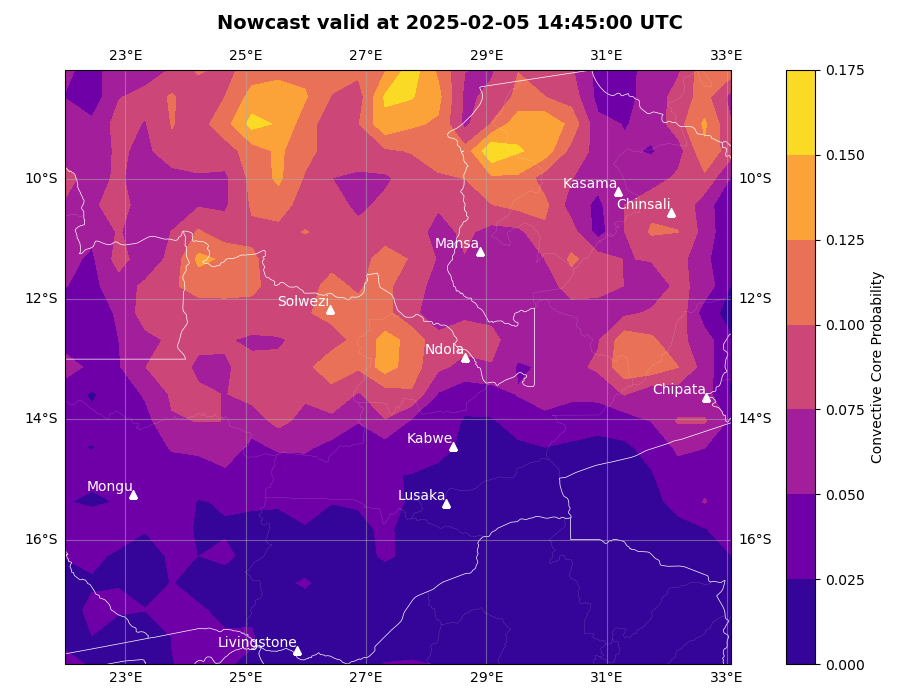 Nowcast valid at 2025-02-05 14:45:00 UTC
23°E 25°E 27°E 29°E 31°E 33°E
0.175
0.150
10°S 10°S
Kasama
Chinsali
0.125
Mansa
12°S 12°S
Solwezi
0.100
Ndola
Chipata
0.075
14°S 14°S
Kabwe
Mongu
Lusaka
0.050
16°S 16°S
0.025
Livingstone
0.000
23°E 25°E 27°E 29°E 31°E 33°E
Convective Core Probability